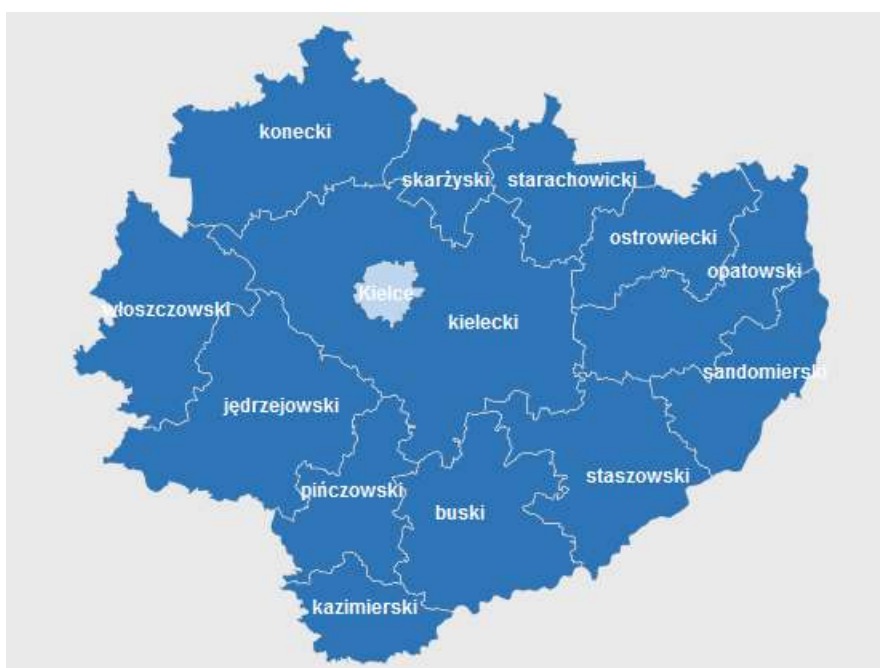 konecki
skarżyski
starachowicki
ostrowiecki
opatowski
Kielce
włoszczowski
kielecki
sandomierski
jędrzejowski
staszowski
pińczowski
buski
kazimierski